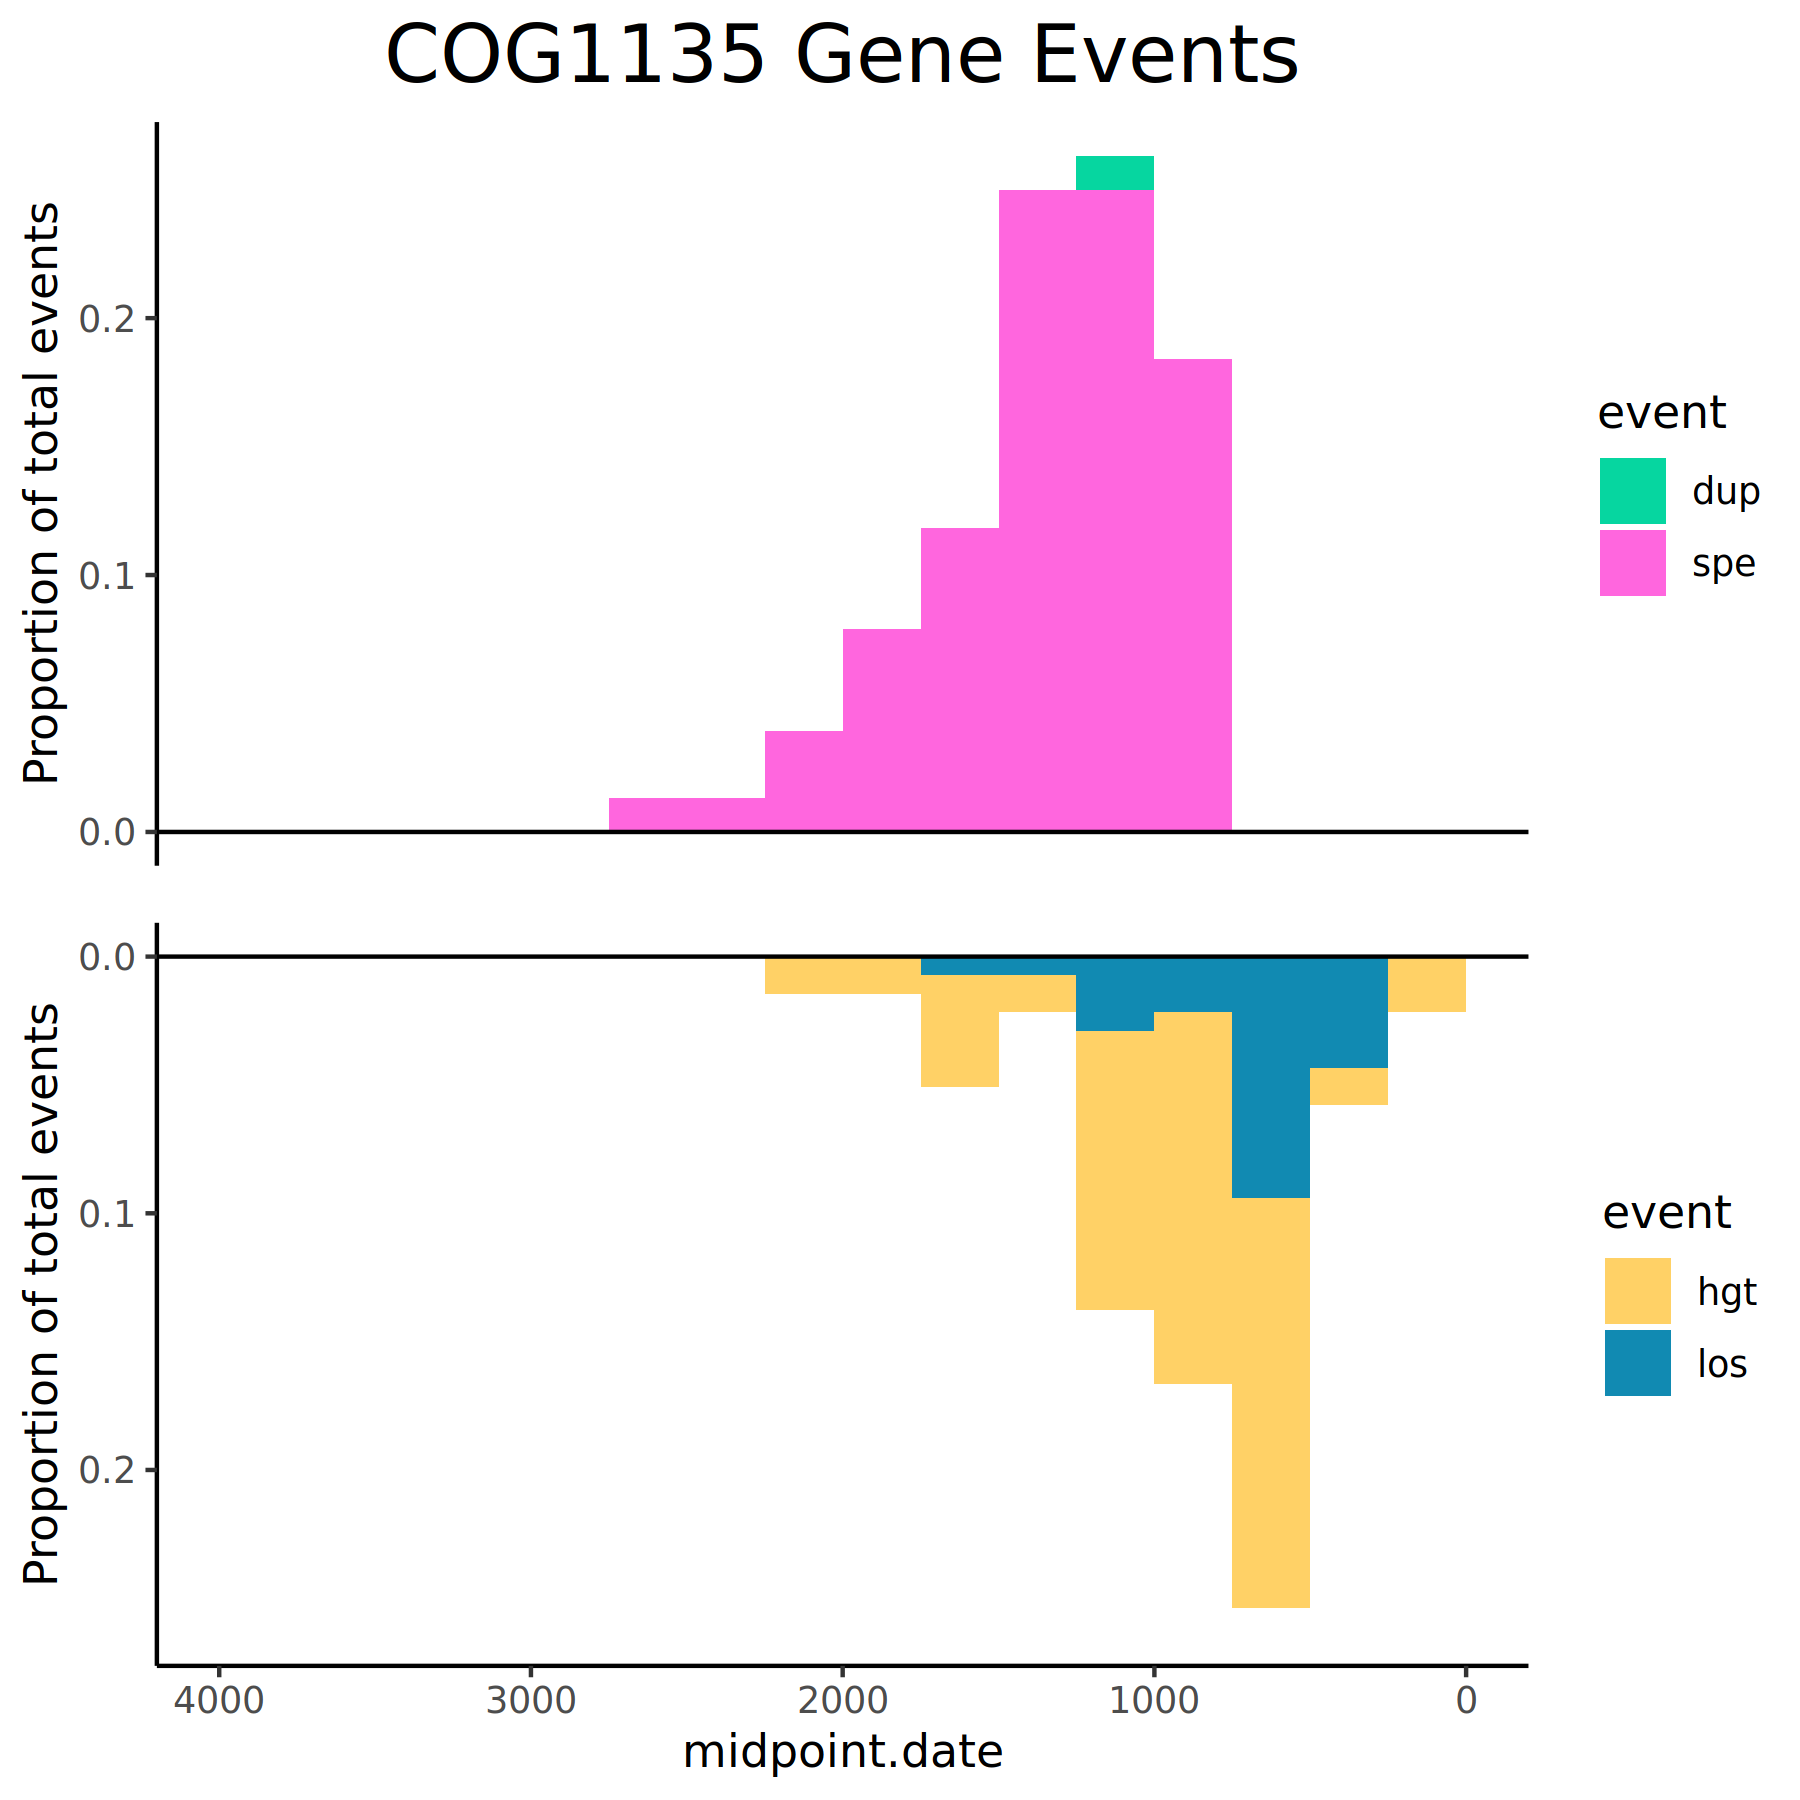 COG1135 Gene Events
Proportion of total events
0.2
0.1
0.0
event
dup
spe
Proportion of total events
0.0
0.1
0.2
event
hgt
los
4000 3000 2000 1000 0
midpoint.date